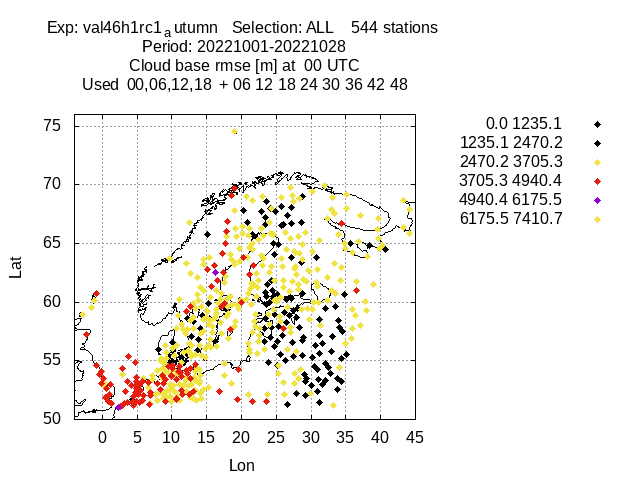 Exp: val46h1rc1autumn Selection: ALL 544 stations
Period: 20221001-20221028
Cloud base rmse [m] at 00 UTC
Used 00,06,12,18 + 06 12 18 24 30 36 42 48
0.0 1235.1
1235.1 2470.2
2470.2 3705.3
3705.3 4940.4
4940.4 6175.5
6175.5 7410.7
75
70
65
60
55
50
Lat
0 5 10 15 20 25 30 35 40 45
Lon